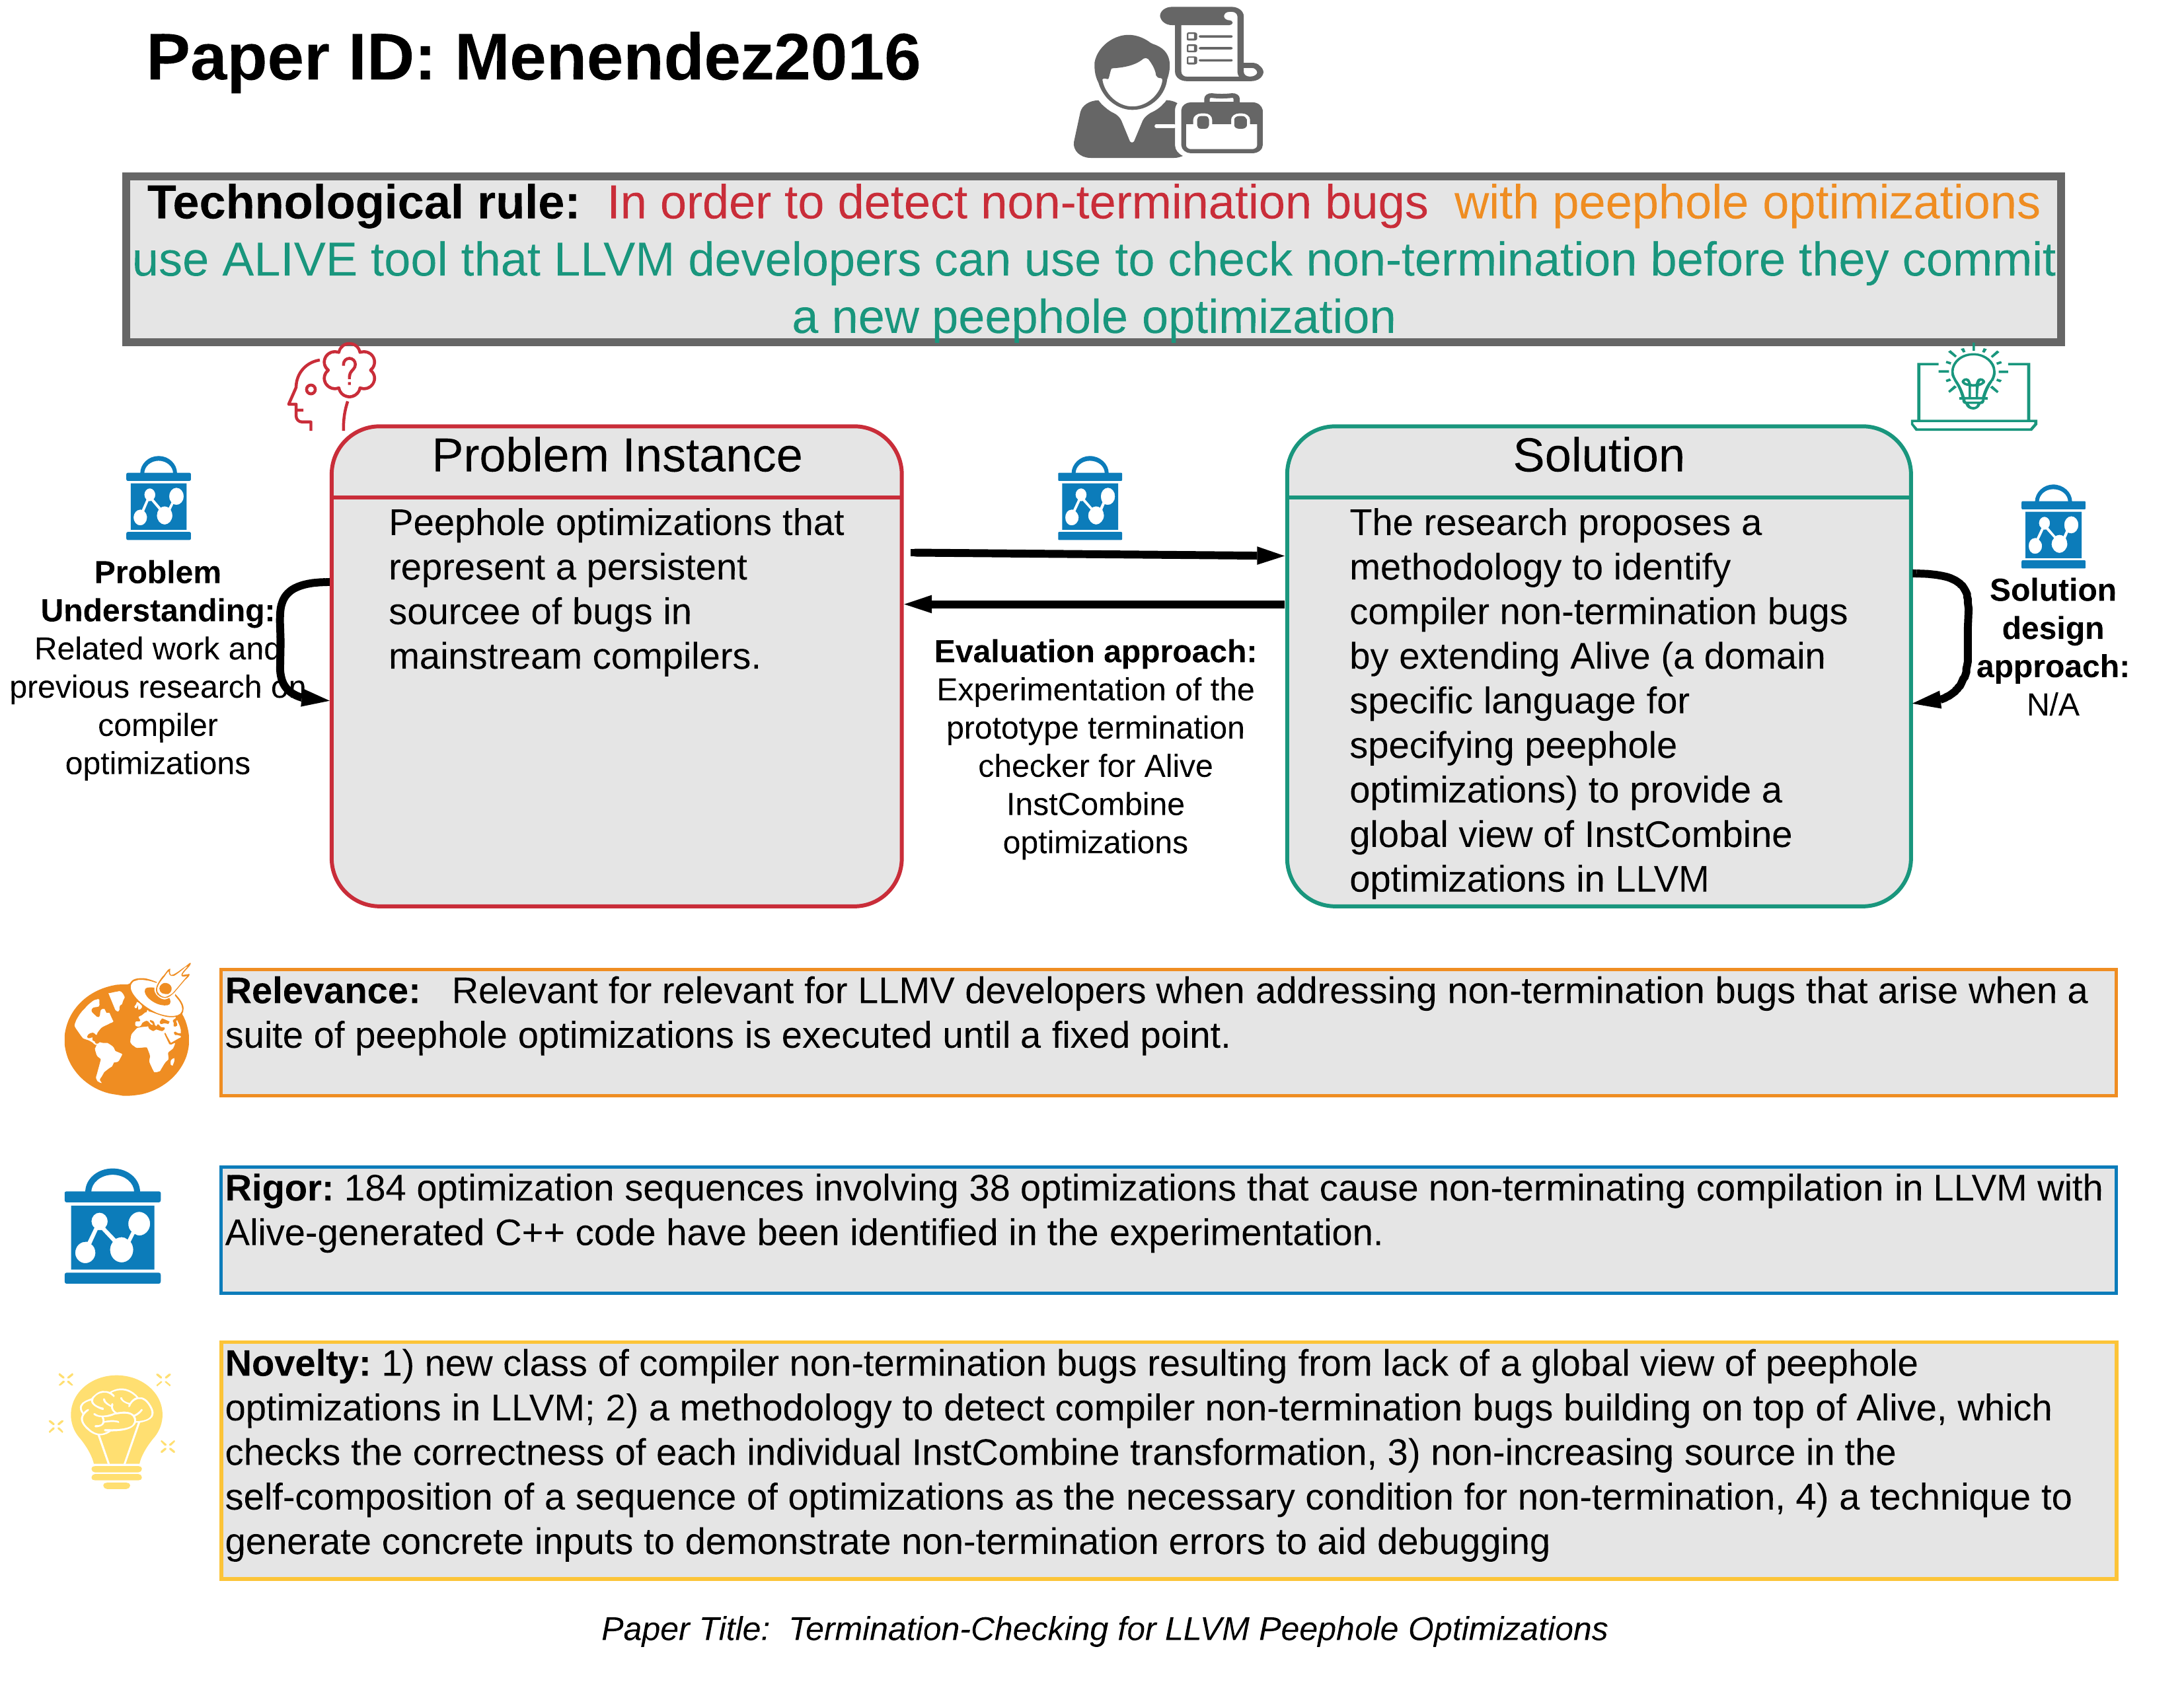 Paper ID: Menendez2016
Technological rule: In order to detect non-termination bugs with peephole optimizations
use ALIVE tool that LLVM developers can use to check non-termination before they commit
a new peephole optimization
?
Problem
Understanding:
Related work and
previous research on
compiler
optimizations
Problem Instance
Peephole optimizations that
represent a persistent
sourcee of bugs in
mainstream compilers.
Evaluation approach:
Experimentation of the
prototype termination
checker for Alive
InstCombine
optimizations
Solution
The research proposes a
methodology to identify
compiler non-termination bugs
by extending Alive (a domain
specific language for
specifying peephole
optimizations) to provide a
global view of InstCombine
optimizations in LLVM
Solution
design
approach:
N/A
Relevance: Relevant for relevant for LLMV developers when addressing non-termination bugs that arise when a
suite of peephole optimizations is executed until a fixed point.
Rigor: 184 optimization sequences involving 38 optimizations that cause non-terminating compilation in LLVM with
Alive-generated C++ code have been identified in the experimentation.
Novelty: 1) new class of compiler non-termination bugs resulting from lack of a global view of peephole
optimizations in LLVM; 2) a methodology to detect compiler non-termination bugs building on top of Alive, which
checks the correctness of each individual InstCombine transformation, 3) non-increasing source in the
self-composition of a sequence of optimizations as the necessary condition for non-termination, 4) a technique to
generate concrete inputs to demonstrate non-termination errors to aid debugging
Paper Title: Termination-Checking for LLVM Peephole Optimizations